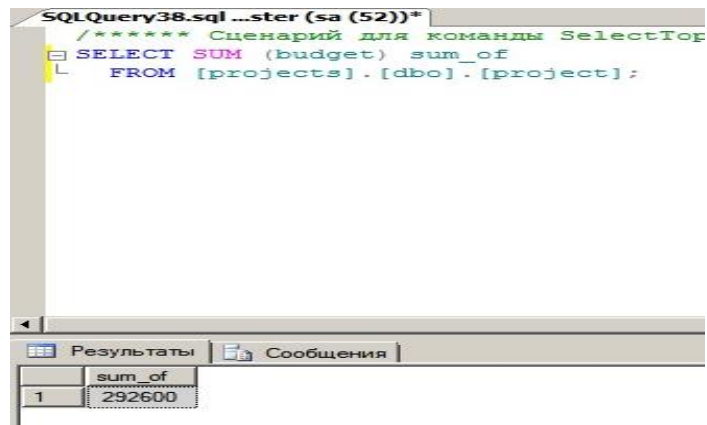 SQLQuery38.sql ...ster (sa (52))*
/****** Сценарий для команды SelectTop
SELECT SUM (budget) sum_of
FROM [projects].[dbo].[project];
Результаты Сообщения
sum_of
1 292600